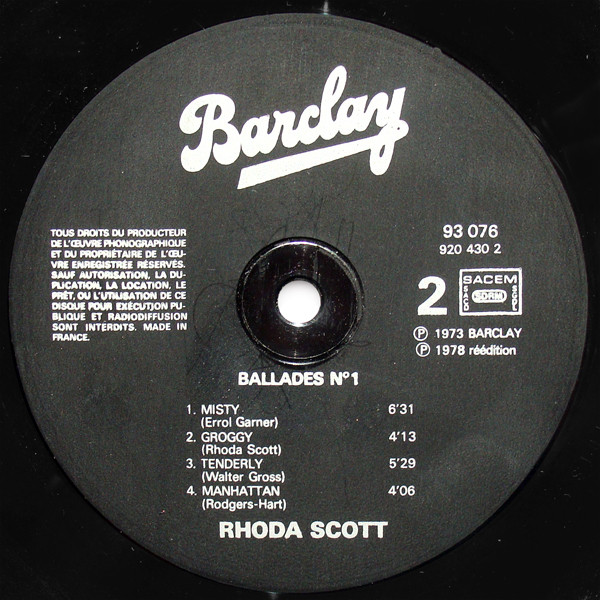 Barclay
TOUS DROITS DU PRODUCTEUR
DE L'ŒUVRE PHONOGRAPHIQUE
ET DU PROPRIÉTAIRE DE L'ŒU-
VRE ENREGISTRÉE RÉSERVÉS.
SAUF AUTORISATION, LA DU-
PLICATION, LA LOCATION, LE
PRÊT, OU L'UTILISATION DE CE
DISQUE POUR EXÉCUTION PU-
BLIQUE ET RADIODIFFUSION
SONT INTERDITS. MADE IN
FRANCE.
93 076
920 430 2
2
SACEM
SACD SDRM SGDL
Ⓟ 1973 BARCLAY
Ⓟ 1978 réédition
BALLADES N°1
1. MISTY 6'31
(Errol Garner)
2. GROGGY 4'13
(Rhoda Scott)
3. TENDERLY 5'29
(Walter Gross)
4. MANHATTAN 4'06
(Rodgers-Hart)
RHODA SCOTT